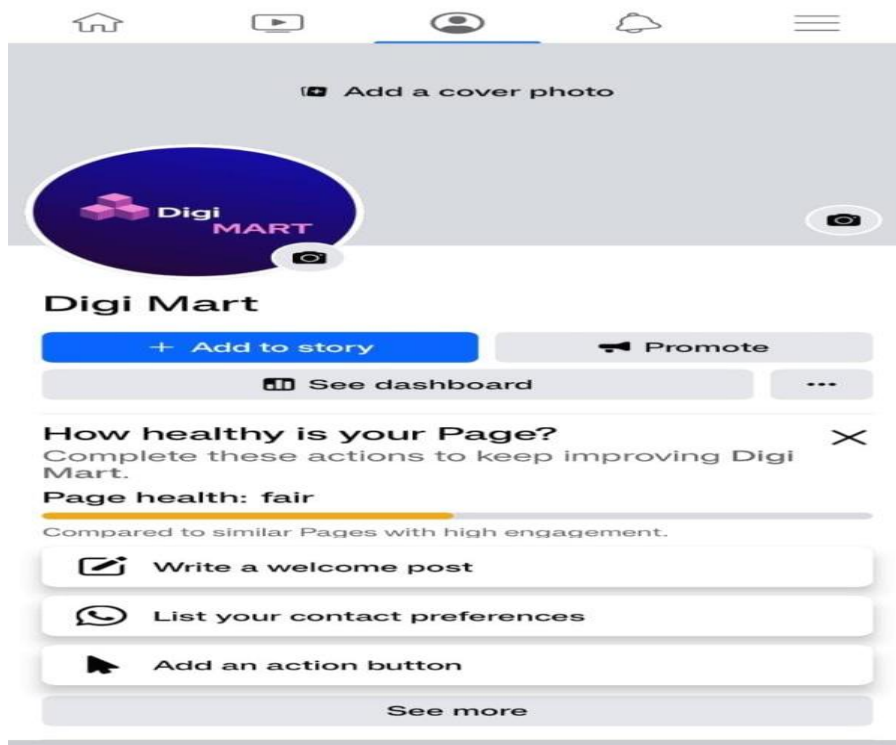 Add a cover photo
Digi
MART
Digi Mart
+ Add to story
Promote
See dashboard
...
How healthy is your Page?
Complete these actions to keep improving Digi
Mart.
Page health: fair
Compared to similar Pages with high engagement.
Write a welcome post
List your contact preferences
Add an action button
See more